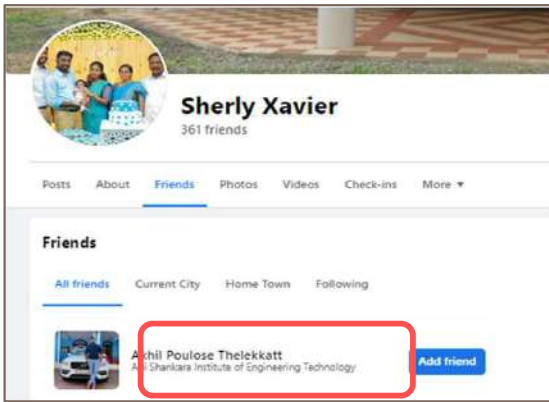 Sherly Xavier
361 friends
Posts About Friends Photos Videos Check-ins More
Friends
All friends Current City Home Town Following
Akhil Poulose Thelekkatt
Adi Shankara Institute of Engineering Technology
Add friend